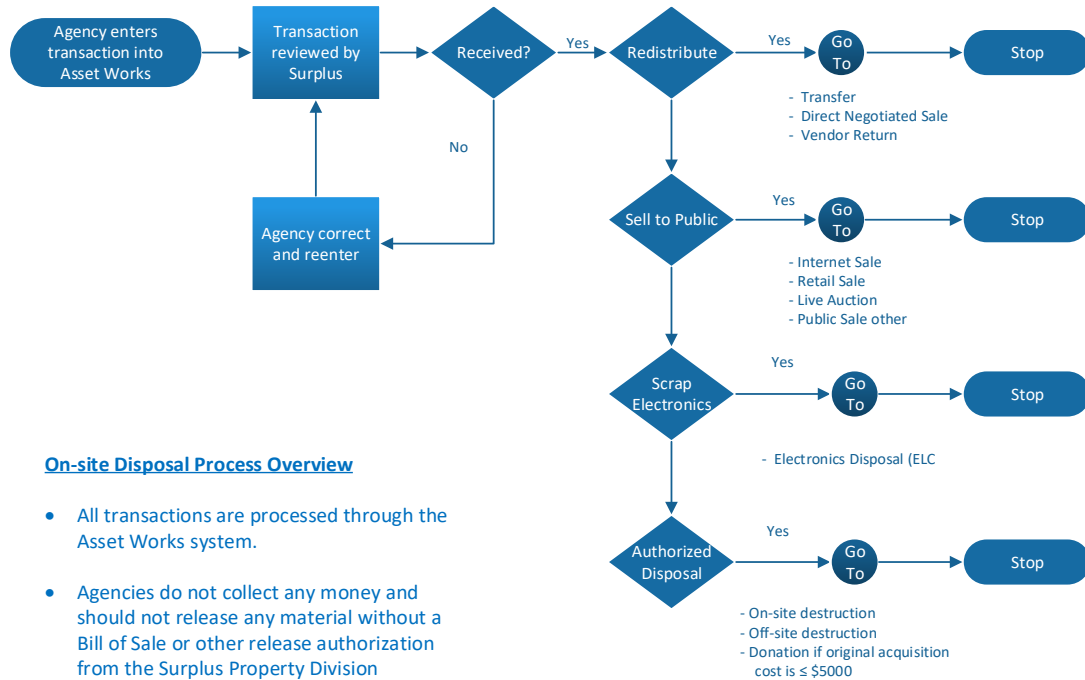 Agency enters
transaction into
Asset Works
Transaction
reviewed by
Surplus
Received?
Yes
Redistribute
Yes
Go
To
Stop
- Transfer
- Direct Negotiated Sale
- Vendor Return
No
Agency correct
and reenter
Sell to Public
Yes
Go
To
Stop
- Internet Sale
- Retail Sale
- Live Auction
- Public Sale other
Scrap
Electronics
Yes
Go
To
Stop
- Electronics Disposal (ELC
Authorized
Disposal
Yes
Go
To
Stop
- On-site destruction
- Off-site destruction
- Donation if original acquisition
cost is ≤ $5000
On-site Disposal Process Overview
• All transactions are processed through the
Asset Works system.
• Agencies do not collect any money and
should not release any material without a
Bill of Sale or other release authorization
from the Surplus Property Division